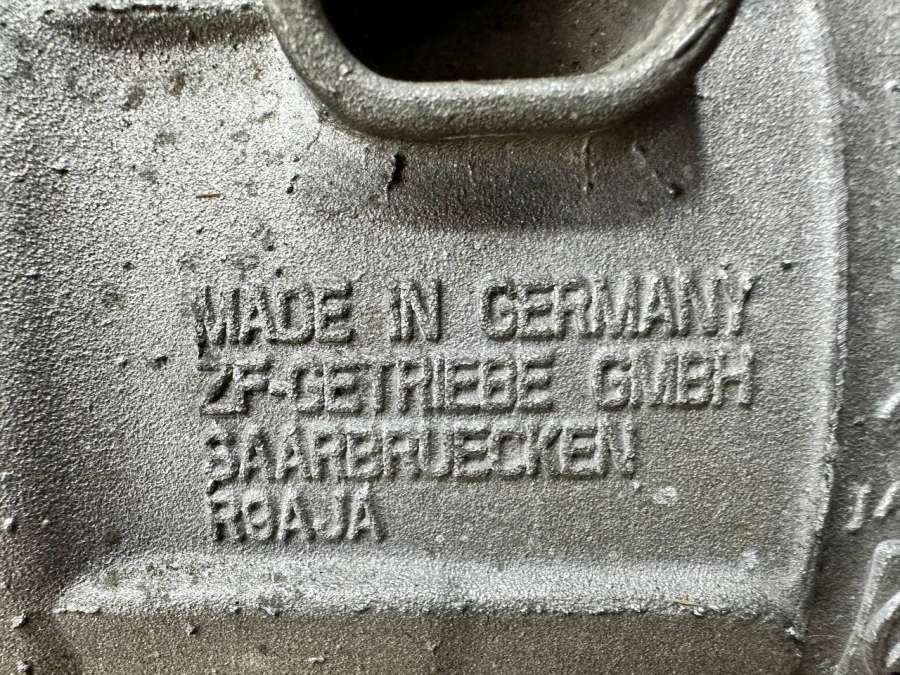 MADE IN GERMANY
ZF-GETRIEBE GMBH
SAARBRUECKEN
R9AJA